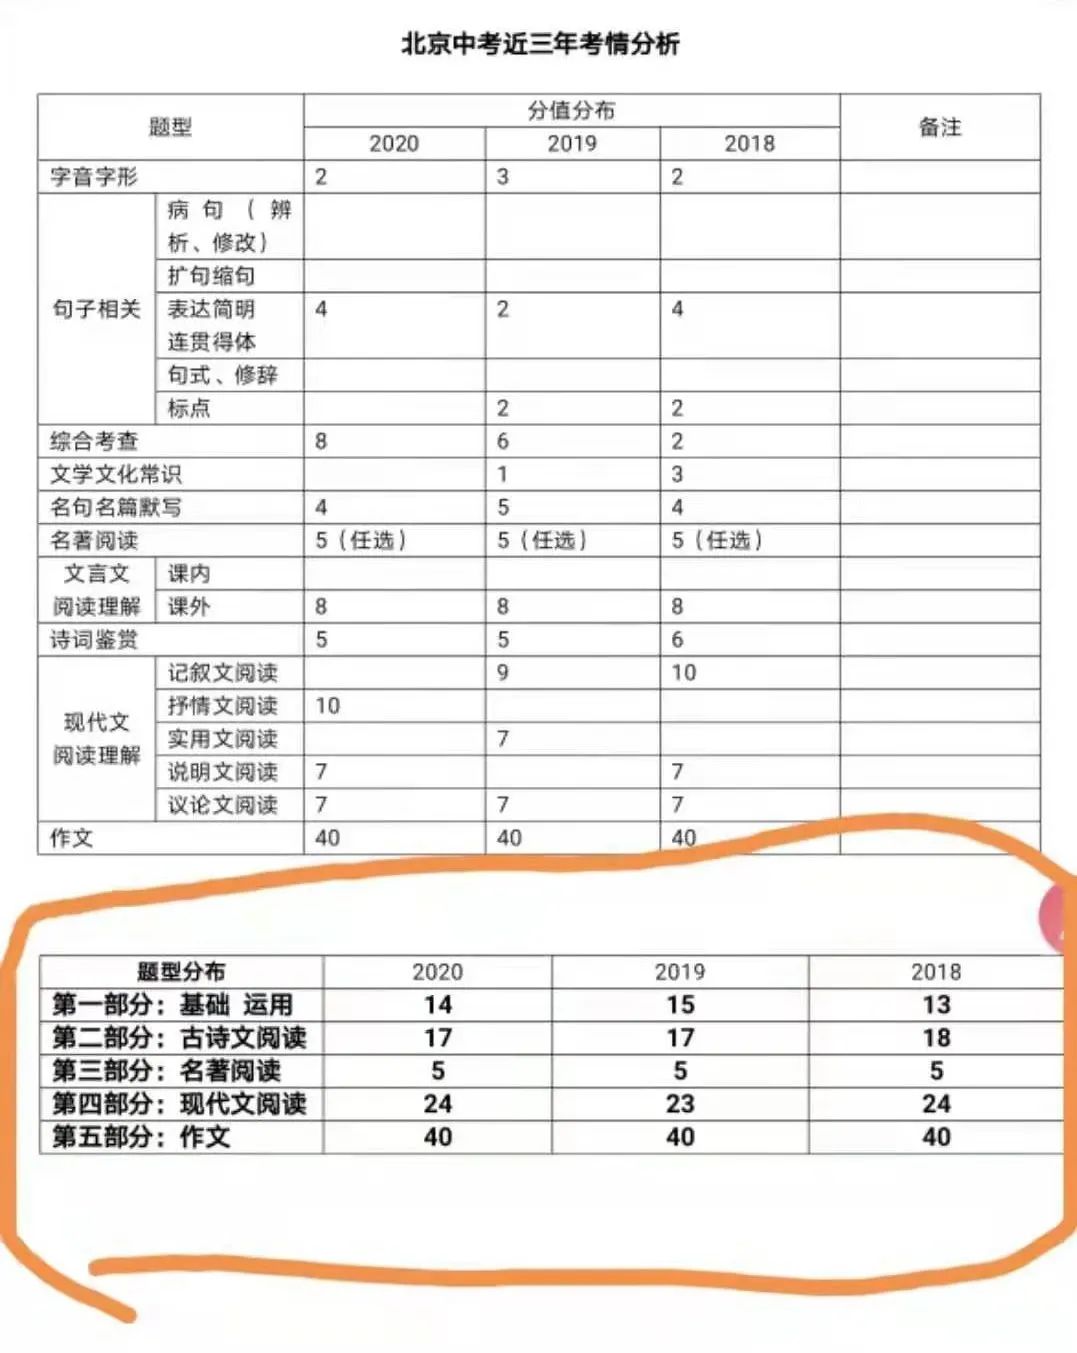 北京中考近三年考情分析
题型 分值分布 备注
2020 2019 2018
字音字形 2 3 2
句子相关 病句（辨析、修改）
扩句缩句
表达简明连贯得体 4 2 4
句式、修辞
标点 2 2
综合考查 8 6 2
文学文化常识 1 3
名句名篇默写 4 5 4
名著阅读 5（任选） 5（任选） 5（任选）
文言文阅读理解 课内
课外 8 8 8
诗词鉴赏 5 5 6
现代文阅读理解 记叙文阅读 9 10
抒情文阅读 10
实用文阅读 7
说明文阅读 7 7
议论文阅读 7 7 7
作文 40 40 40
题型分布 2020 2019 2018
第一部分：基础 运用 14 15 13
第二部分：古诗文阅读 17 17 18
第三部分：名著阅读 5 5 5
第四部分：现代文阅读 24 23 24
第五部分：作文 40 40 40